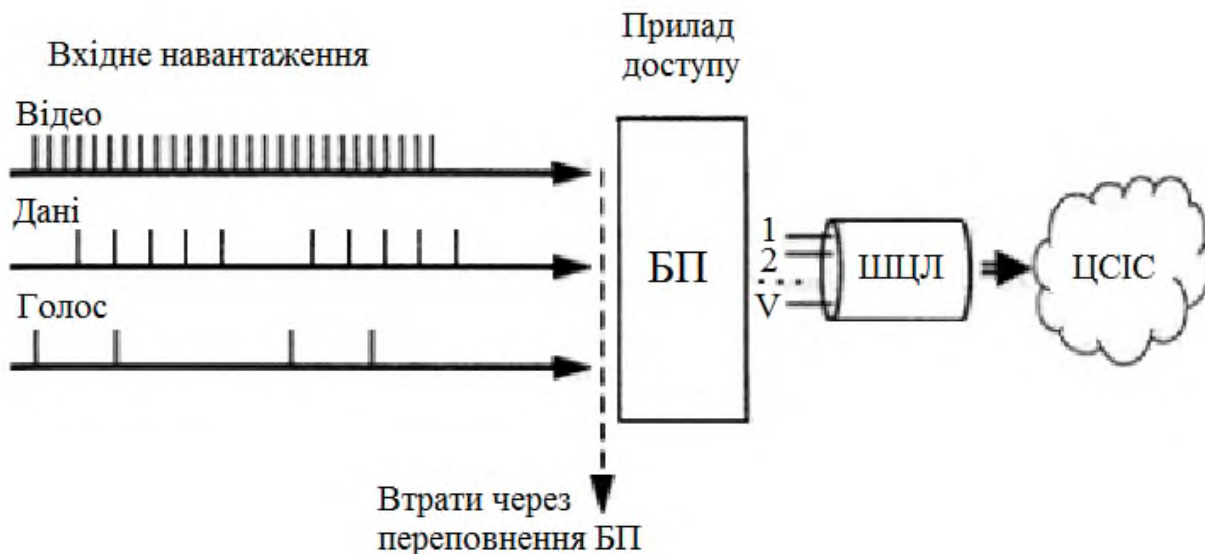 Вхідне навантаження
Прилад
доступу
Відео
Дані
Голос
БП
1
2
V
ШЦЛ
ЦСІС
Втрати через
переповнення БП